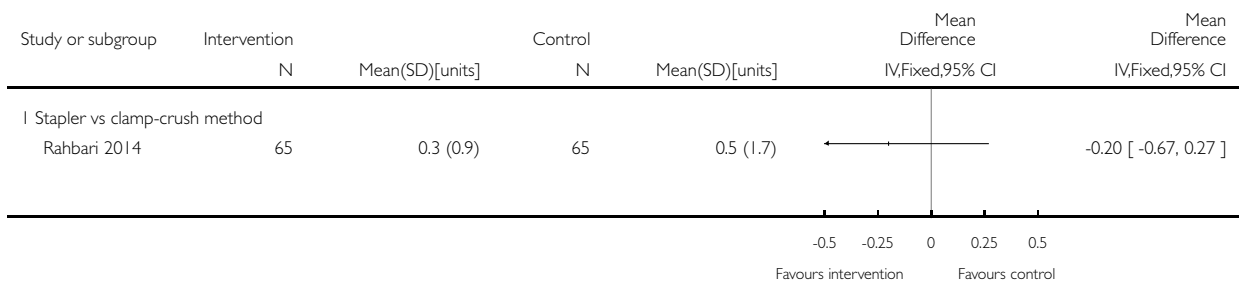 Mean Mean
Study or subgroup Intervention Control Difference Difference
N Mean(SD)[units] N Mean(SD)[units] IV,Fixed,95% CI IV,Fixed,95% CI
1 Stapler vs clamp-crush method
Rahbari 2014 65 0.3 (0.9) 65 0.5 (1.7) -0.20 [ -0.67, 0.27 ]
-0.5 -0.25 0 0.25 0.5
Favours intervention Favours control